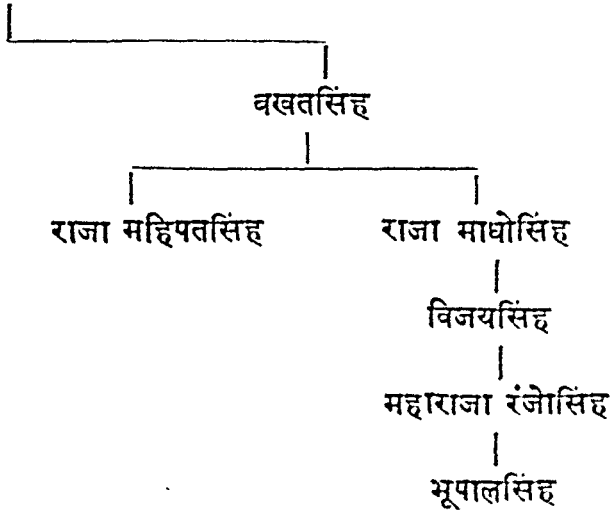 वखतसिंह
राजा महिपतसिंह राजा माधोसिंह
विजयसिंह
महाराजा रंजोसिंह
भूपालसिंह